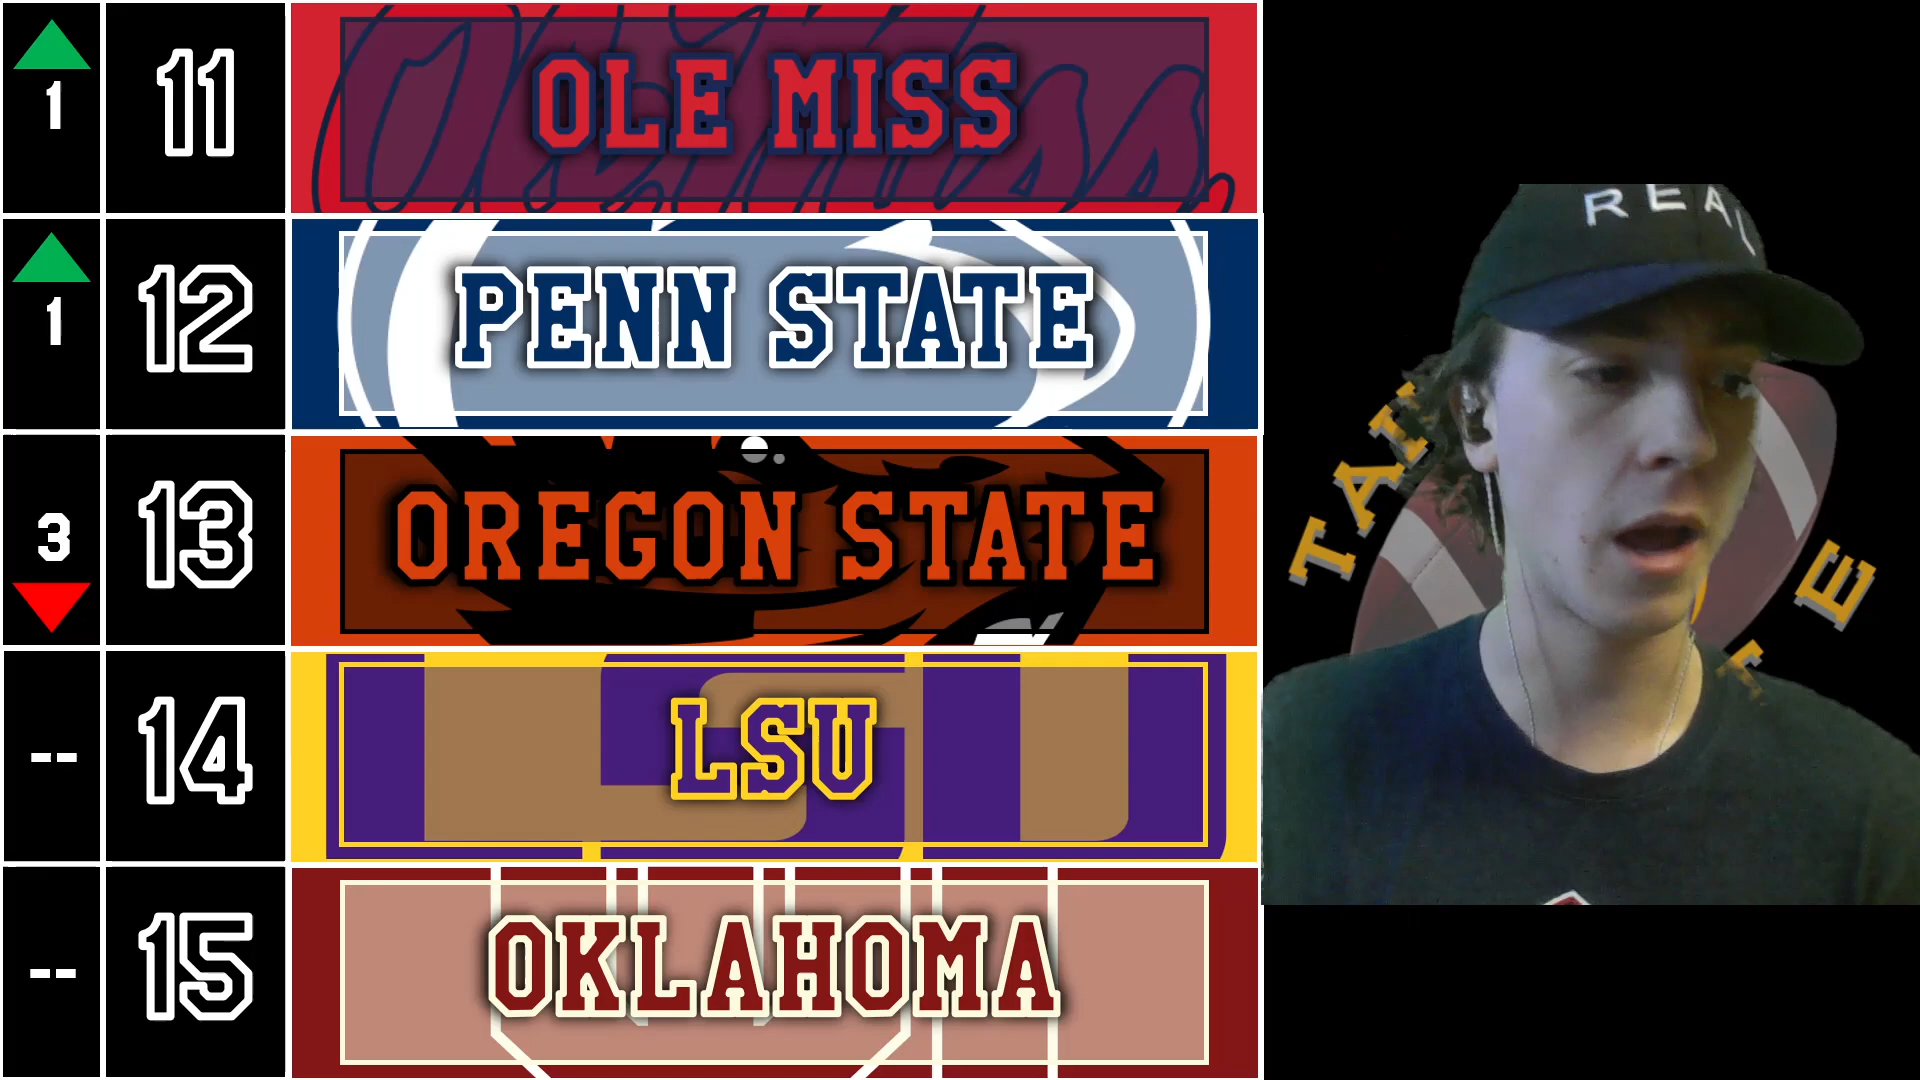 1 11 OLE MISS
1 12 PENN STATE
3 13 OREGON STATE
-- 14 LSU
-- 15 OKLAHOMA
REAL